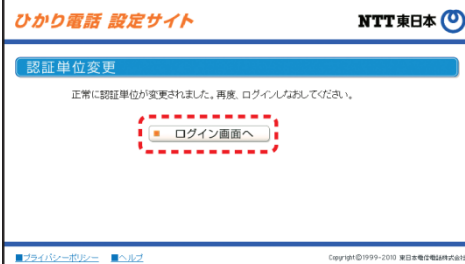 ひかり電話 設定サイト
NTT東日本
認証単位変更
正常に認証単位が変更されました。再度、ログインしなおしてください。
ログイン画面へ
プライバシーポリシー ヘルプ
Copyright©1999-2010 東日本電信電話株式会社